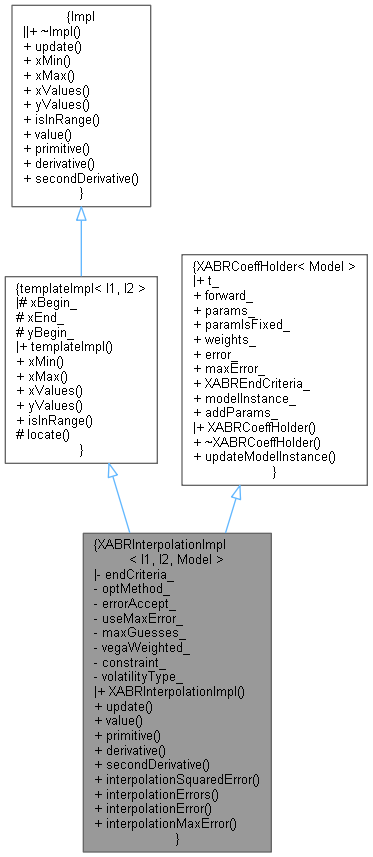 {Impl
||+ ~Impl()
+ update()
+ xMin()
+ xMax()
+ xValues()
+ yValues()
+ isInRange()
+ value()
+ primitive()
+ derivative()
+ secondDerivative()
}
{templateImpl< I1, I2 >
|# xBegin_
# xEnd_
# yBegin_
|+ templateImpl()
+ xMin()
+ xMax()
+ xValues()
+ yValues()
+ isInRange()
# locate()
}
{XABRCoeffHolder< Model >
|+ t_
+ forward_
+ params_
+ paramIsFixed_
+ weights_
+ error_
+ maxError_
+ XABREndCriteria_
+ modelInstance_
+ addParams_
|+ XABRCoeffHolder()
+ ~XABRCoeffHolder()
+ updateModelInstance()
}
{XABRInterpolationImpl
< I1, I2, Model >
|- endCriteria_
- optMethod_
- errorAccept_
- useMaxError_
- maxGuesses_
- vegaWeighted_
- constraint_
- volatilityType_
|+ XABRInterpolationImpl()
+ update()
+ value()
+ primitive()
+ derivative()
+ secondDerivative()
+ interpolationSquaredError()
+ interpolationErrors()
+ interpolationError()
+ interpolationMaxError()
}